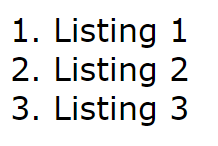 1. Listing 1
2. Listing 2
3. Listing 3